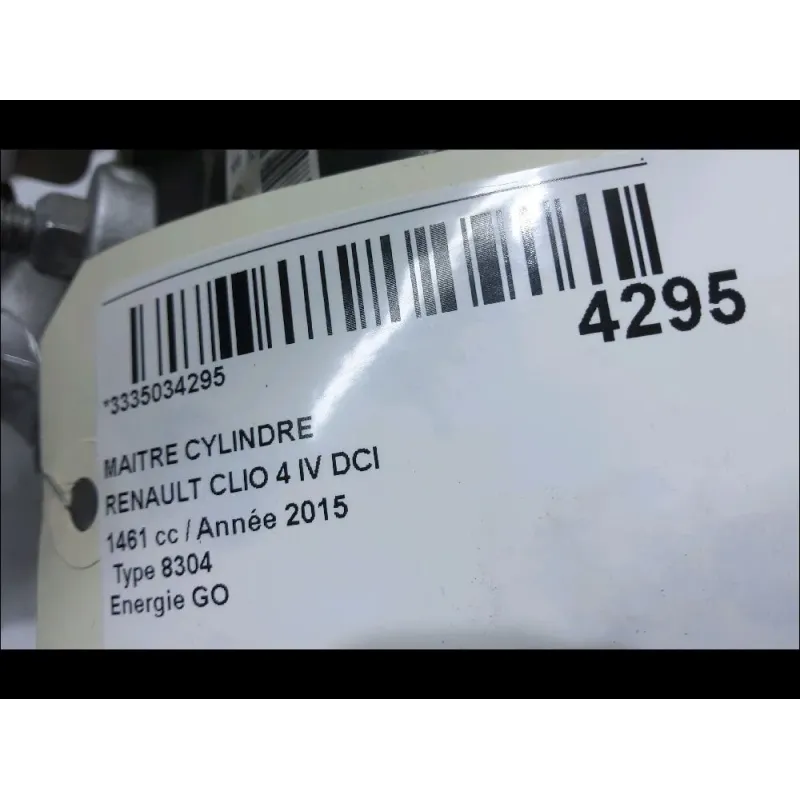 4295
*3335034295
MAITRE CYLINDRE
RENAULT CLIO 4 IV DCI
1461 cc / Année 2015
Type 8304
Energie GO